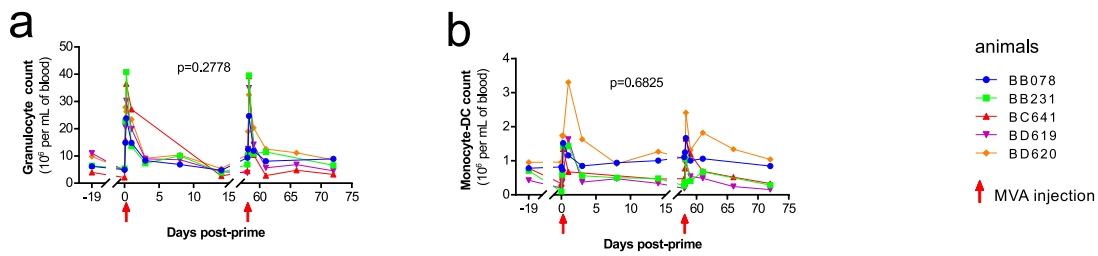 a
Granulocyte count
(10⁶ per mL of blood)
50
40
30
20
10
0
p=0.2778
-19
0
5
10
15
60
65
70
75
Days post-prime
b
Monocyte-DC count
(10⁶ per mL of blood)
4
3
2
1
0
p=0.6825
-19
0
5
10
15
60
65
70
75
Days post-prime
animals
BB078
BB231
BC641
BD619
BD620
MVA injection